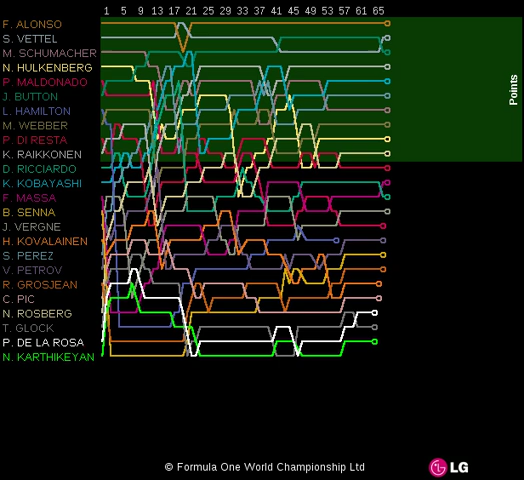 1 5 9 13 17 21 25 29 33 37 41 45 49 53 57 61 65
F. ALONSO
S. VETTEL
M. SCHUMACHER
N. HULKENBERG
P. MALDONADO
J. BUTTON
L. HAMILTON
M. WEBBER
P. DI RESTA
K. RAIKKONEN
D. RICCIARDO
K. KOBAYASHI
F. MASSA
B. SENNA
J. VERGNE
H. KOVALAINEN
S. PEREZ
V. PETROV
R. GROSJEAN
C. PIC
N. ROSBERG
T. GLOCK
P. DE LA ROSA
N. KARTHIKEYAN
Points
© Formula One World Championship Ltd
LG